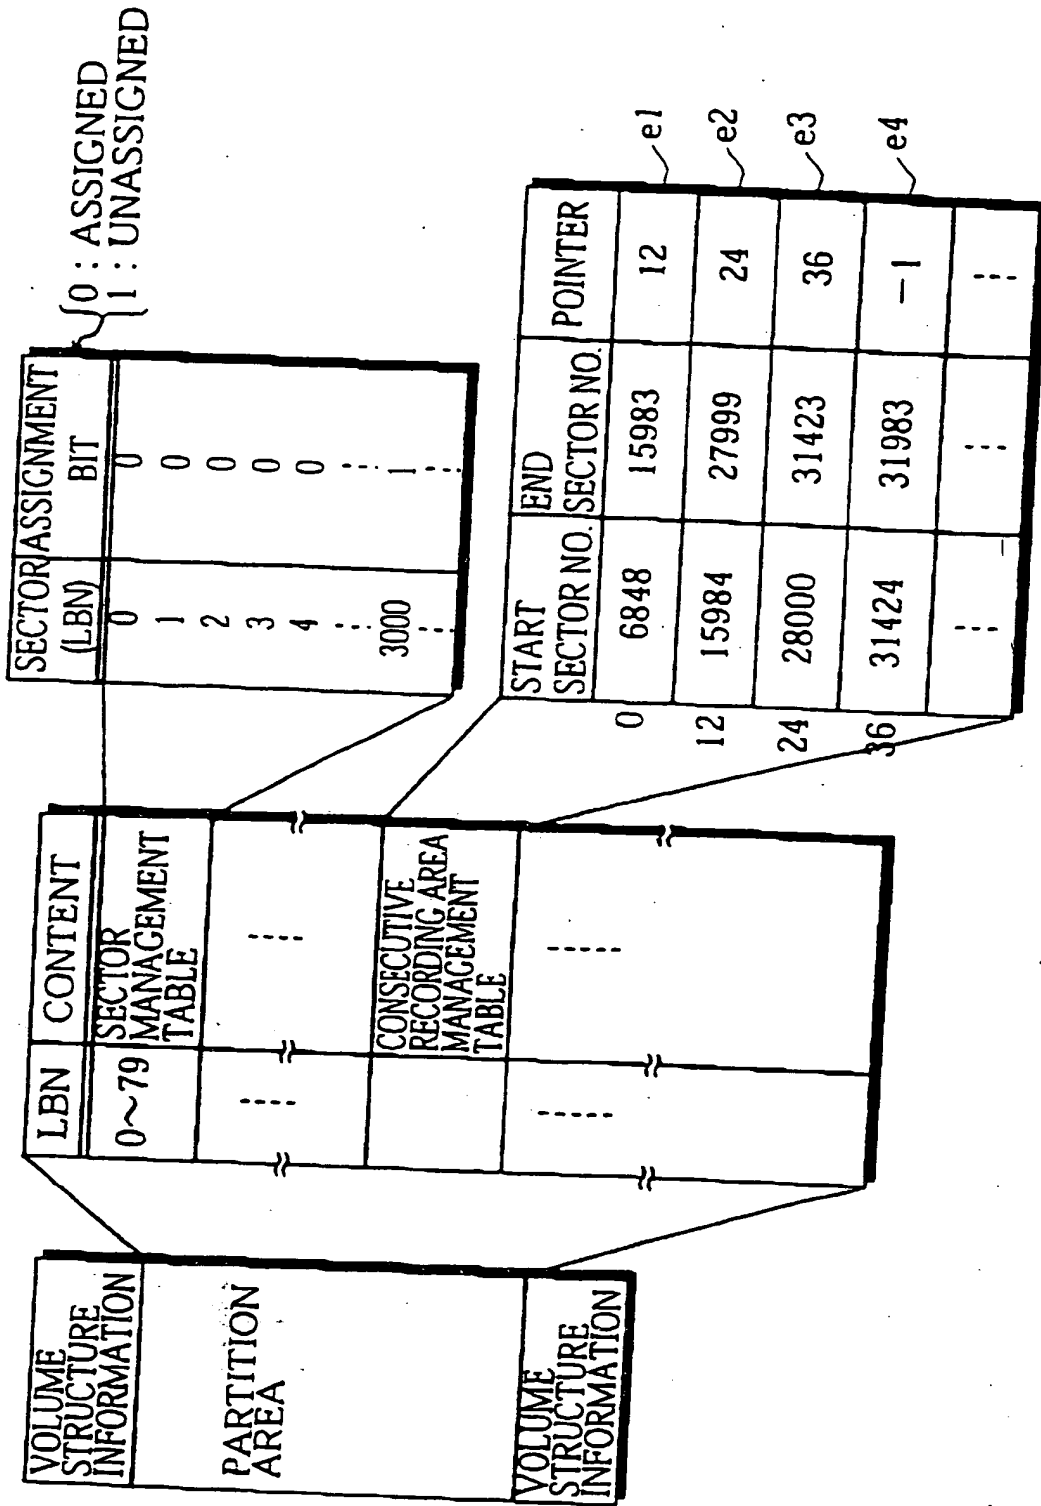 VOLUME
STRUCTURE
INFORMATION
PARTITION
AREA
VOLUME
STRUCTURE
INFORMATION
LBN CONTENT
0~79 SECTOR
MANAGEMENT
TABLE
CONSECUTIVE
RECORDING AREA
MANAGEMENT
TABLE
SECTOR ASSIGNMENT
(LBN) BIT
0 0
1 0
2 0
3 0
4 0
3000 1
0 : ASSIGNED
1 : UNASSIGNED
START END POINTER
SECTOR NO. SECTOR NO.
0 6848 15983 12 e1
12 15984 27999 24 e2
24 28000 31423 36 e3
36 31424 31983 -1 e4